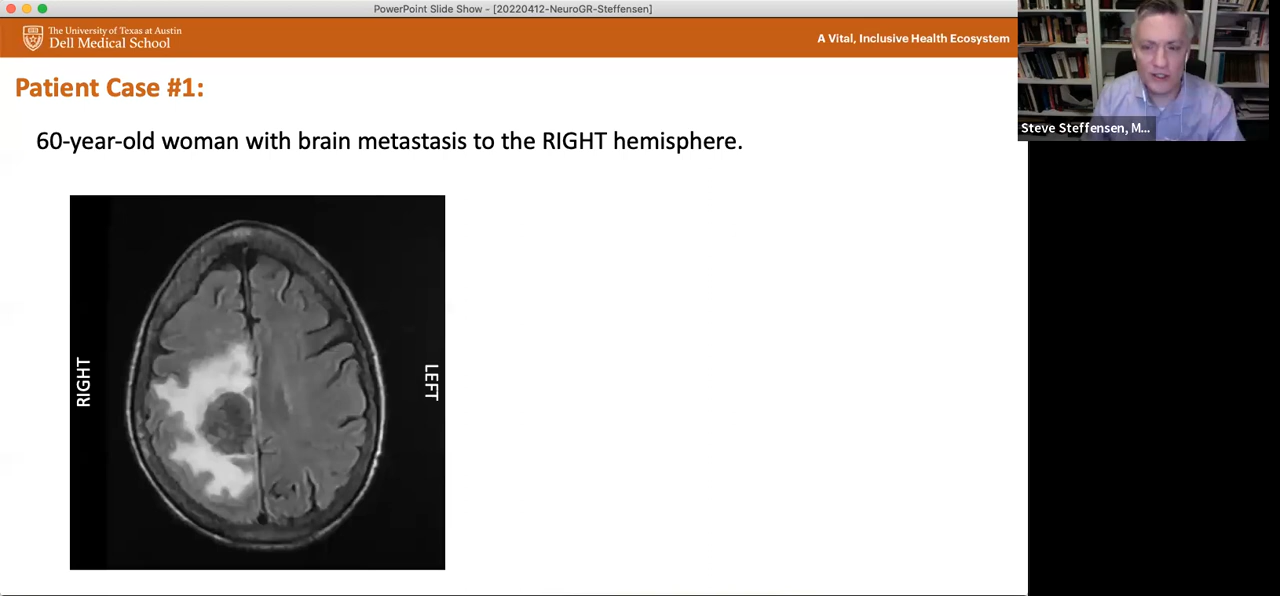 PowerPoint Slide Show - [20220412-NeuroGR-Steffensen]
The University of Texas at Austin
Dell Medical School
A Vital, Inclusive Health Ecosystem
Steve Steffensen, M...
Patient Case #1:
60-year-old woman with brain metastasis to the RIGHT hemisphere.
RIGHT
LEFT